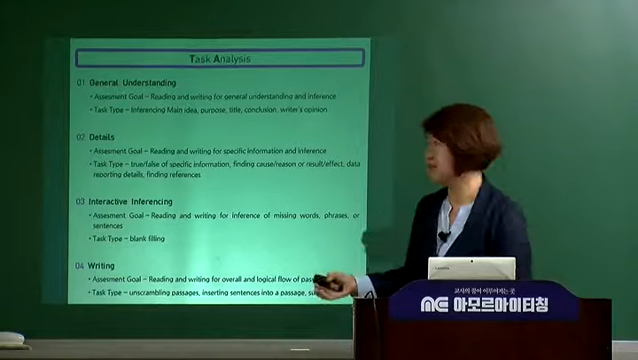 Task Analysis
01 General Understanding
• Assesment Goal – Reading and writing for general understanding and inference
• Task Type – Inferencing Main idea, purpose, title, conclusion, writer's opinion
02 Details
• Assesment Goal – Reading and writing for specific information and inference
• Task Type – true/false of specific information, finding cause/reason or result/effect, data
reporting details, finding references
03 Interactive Inferencing
• Assesment Goal – Reading and writing for inference of missing words, phrases, or
sentences
• Task Type – blank filling
04 Writing
• Assesment Goal – Reading and writing for overall and logical flow of
• Task Type – unscrambling passages, inserting sentences into a passage,
Lenovo
교사의 꿈이 이루어지는 곳
아모르아이티칭